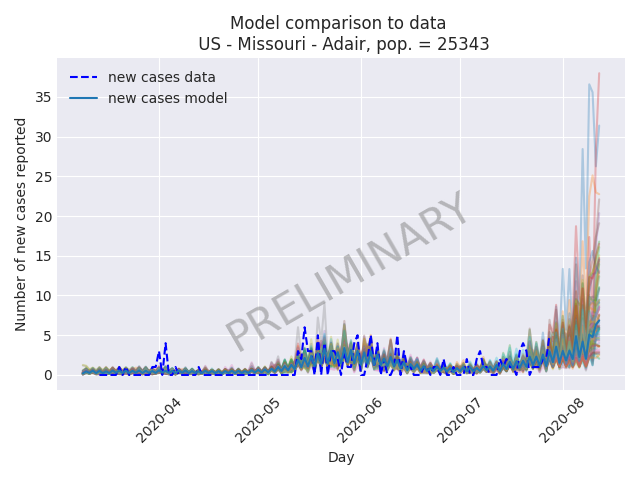 Model comparison to data
US - Missouri - Adair, pop. = 25343
new cases data
new cases model
Number of new cases reported
35
30
25
20
15
10
5
0
PRELIMINARY
2020-04
2020-05
2020-06
2020-07
2020-08
Day